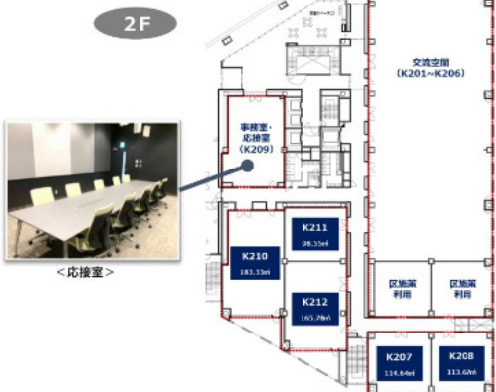 2F
交流空間
（K201~K206）
事務室・
応接室
（K209）
K211
98.55㎡
K210
183.33㎡
K212
165.78㎡
＜応接室＞
区施策
利用
区施策
利用
K207
114.64㎡
K208
113.62㎡